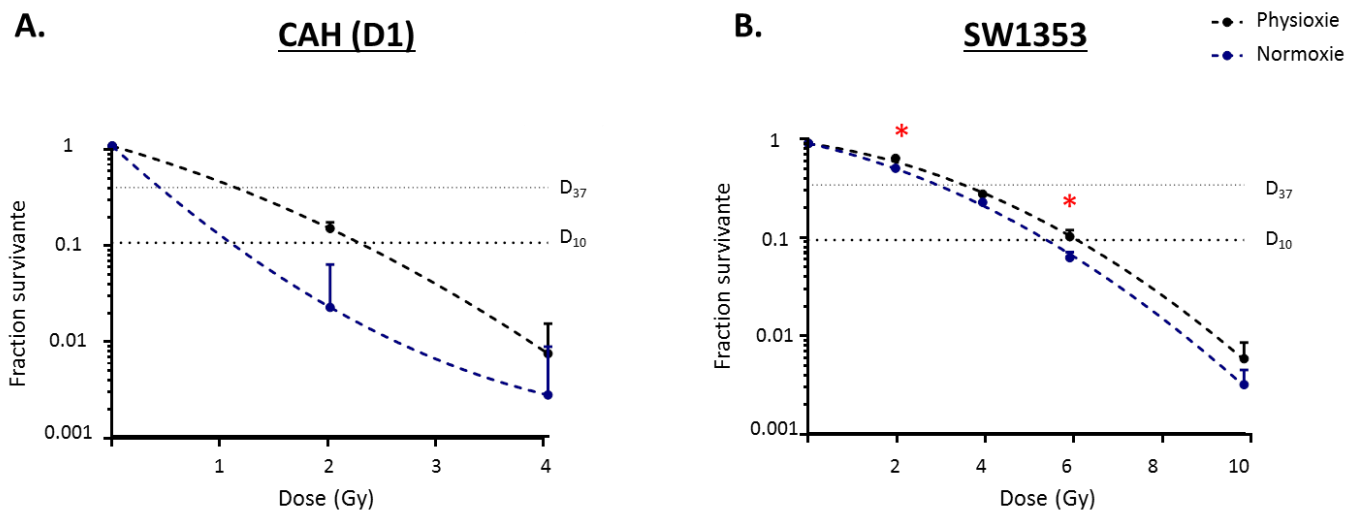 A.
CAH (D1)
Fraction survivante
1
0.1
0.01
0.001
D₃₇
D₁₀
1 2 3 4
Dose (Gy)
B.
SW1353
* Physioxie
Normoxie
Fraction survivante
1
0.1
0.01
0.001
*
*
D₃₇
D₁₀
2 4 6 8 10
Dose (Gy)